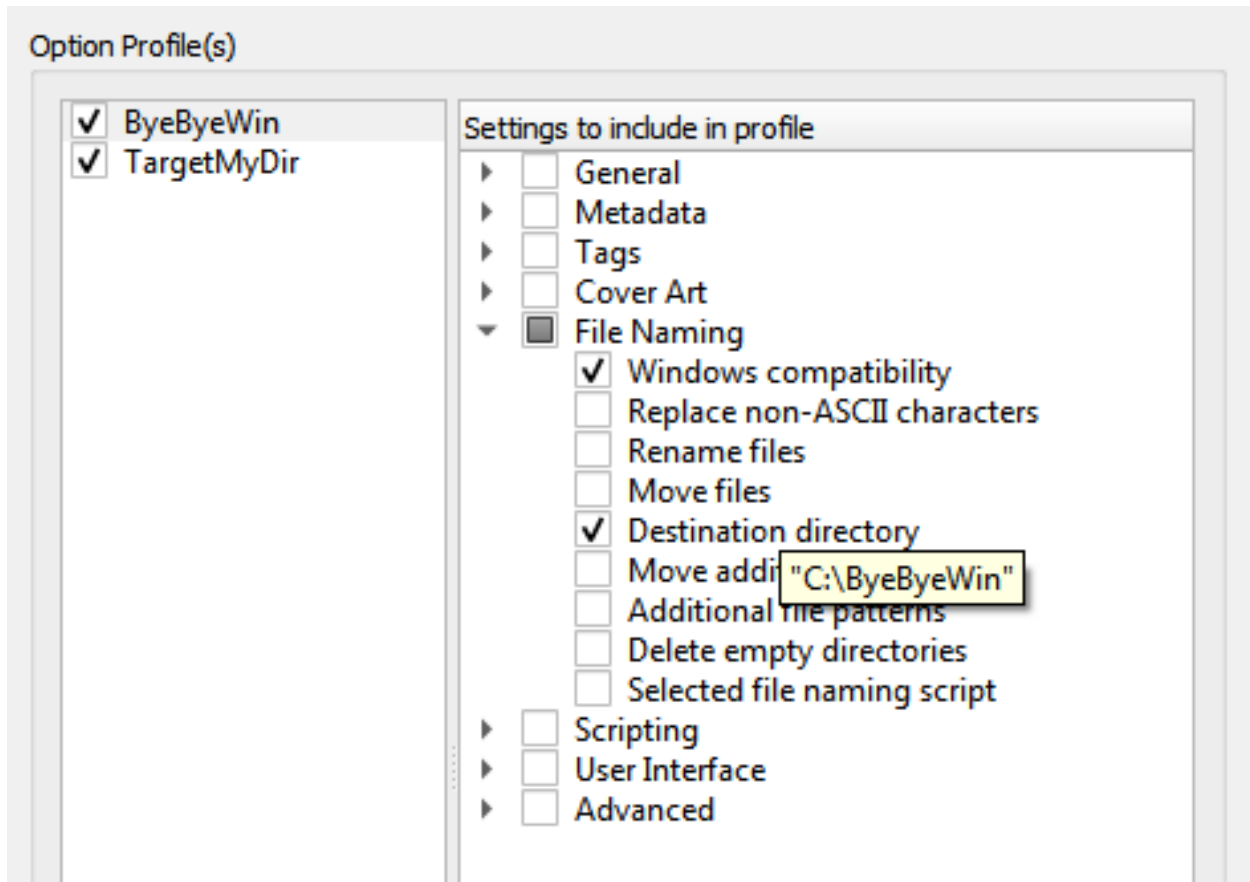 Option Profile(s)
ByeByeWin
TargetMyDir
Settings to include in profile
General
Metadata
Tags
Cover Art
File Naming
Windows compatibility
Replace non-ASCII characters
Rename files
Move files
Destination directory
Move addi
"C:\ByeByeWin"
Additional file patterns
Delete empty directories
Selected file naming script
Scripting
User Interface
Advanced